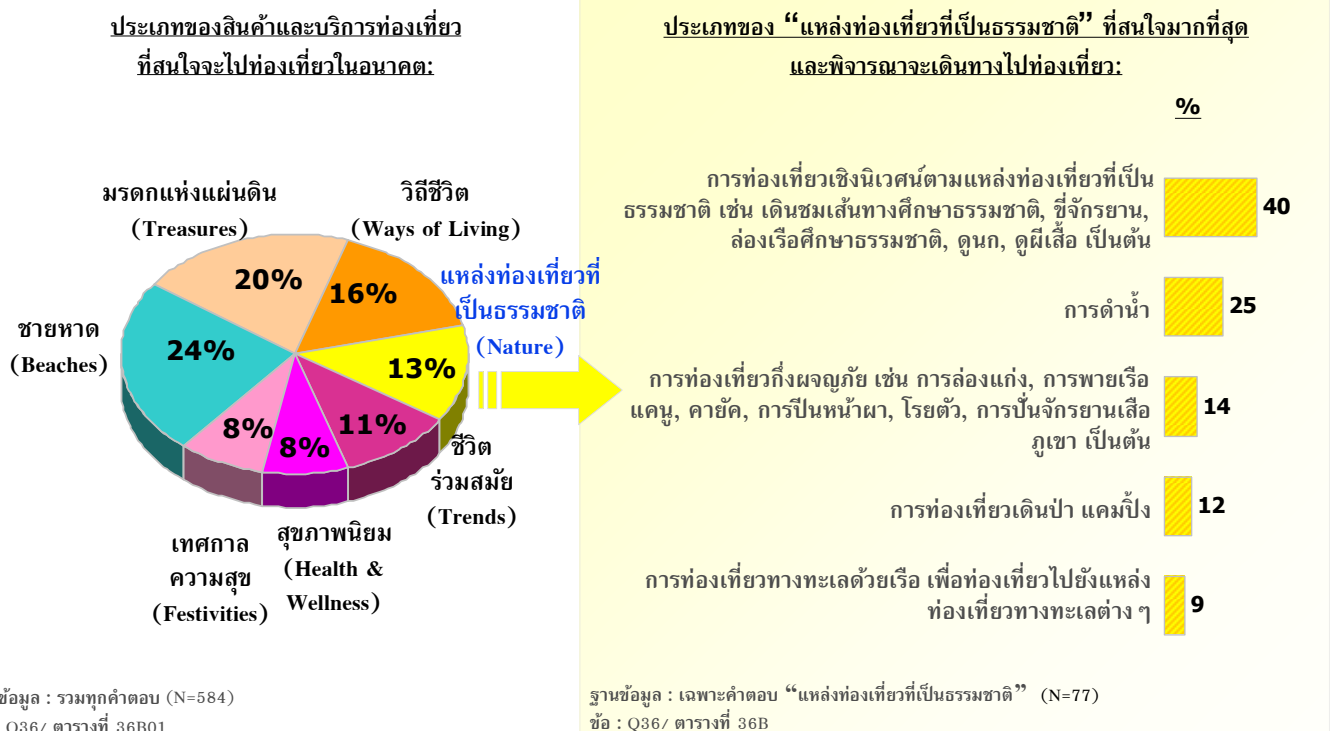 ประเภทของสินค้าและบริการท่องเที่ยว
ที่สนใจจะไปท่องเที่ยวในอนาคต:
มรดกแห่งแผ่นดิน
(Treasures)
วิถีชีวิต
(Ways of Living)
แหล่งท่องเที่ยวที่
เป็นธรรมชาติ
(Nature)
ชายหาด
(Beaches)
20%
16%
24%
13%
8%
8%
11%
ชีวิต
ร่วมสมัย
(Trends)
สุขภาพนิยม
(Health &
Wellness)
เทศกาล
ความสุข
(Festivities)
ข้อมูล : รวมทุกคำตอบ (N=584)
Q36/ ตารางที่ 36B01
ประเภทของ “แหล่งท่องเที่ยวที่เป็นธรรมชาติ” ที่สนใจมากที่สุด
และพิจารณาจะเดินทางไปท่องเที่ยว:
%
การท่องเที่ยวเชิงนิเวศน์ตามแหล่งท่องเที่ยวที่เป็น
ธรรมชาติ เช่น เดินชมเส้นทางศึกษาธรรมชาติ, ขี่จักรยาน,
ล่องเรือศึกษาธรรมชาติ, ดูนก, ดูผีเสื้อ เป็นต้น
40
การดำน้ำ
25
การท่องเที่ยวกึ่งผจญภัย เช่น การล่องแก่ง, การพายเรือ
แคนู, คายัค, การปีนหน้าผา, โรยตัว, การปั่นจักรยานเสือ
ภูเขา เป็นต้น
14
การท่องเที่ยวเดินป่า แคมปิ้ง
12
การท่องเที่ยวทางทะเลด้วยเรือ เพื่อท่องเที่ยวไปยังแหล่ง
ท่องเที่ยวทางทะเลต่าง ๆ
9
ฐานข้อมูล : เฉพาะคำตอบ “แหล่งท่องเที่ยวที่เป็นธรรมชาติ” (N=77)
ข้อ : Q36/ ตารางที่ 36B